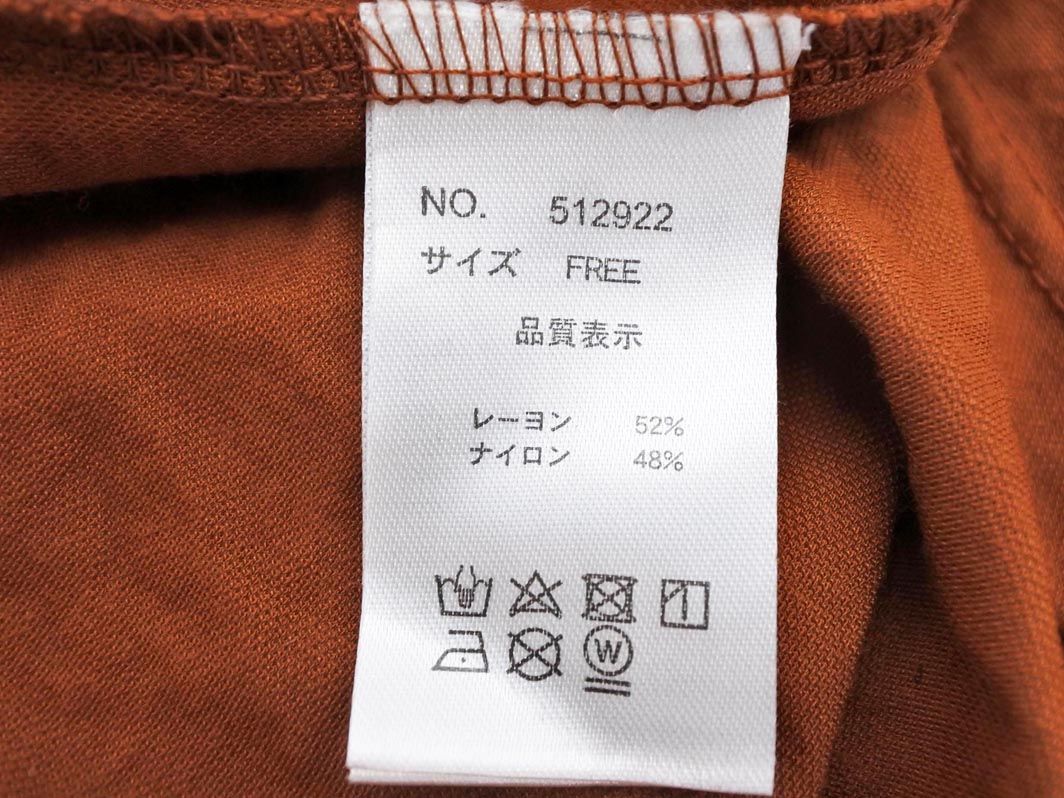 NO. 512922
サイズ FREE
品質表示
レーヨン 52%
ナイロン 48%
W